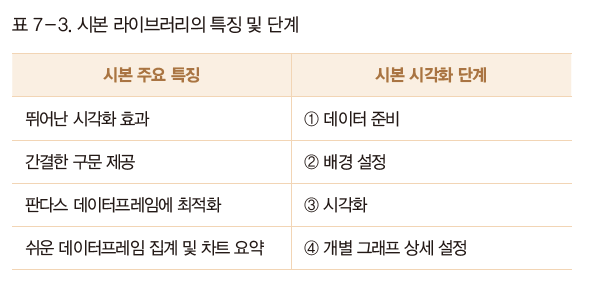 표 7-3. 시본 라이브러리의 특징 및 단계
시본 주요 특징 시본 시각화 단계
뛰어난 시각화 효과 ① 데이터 준비
간결한 구문 제공 ② 배경 설정
판다스 데이터프레임에 최적화 ③ 시각화
쉬운 데이터프레임 집계 및 차트 요약 ④ 개별 그래프 상세 설정